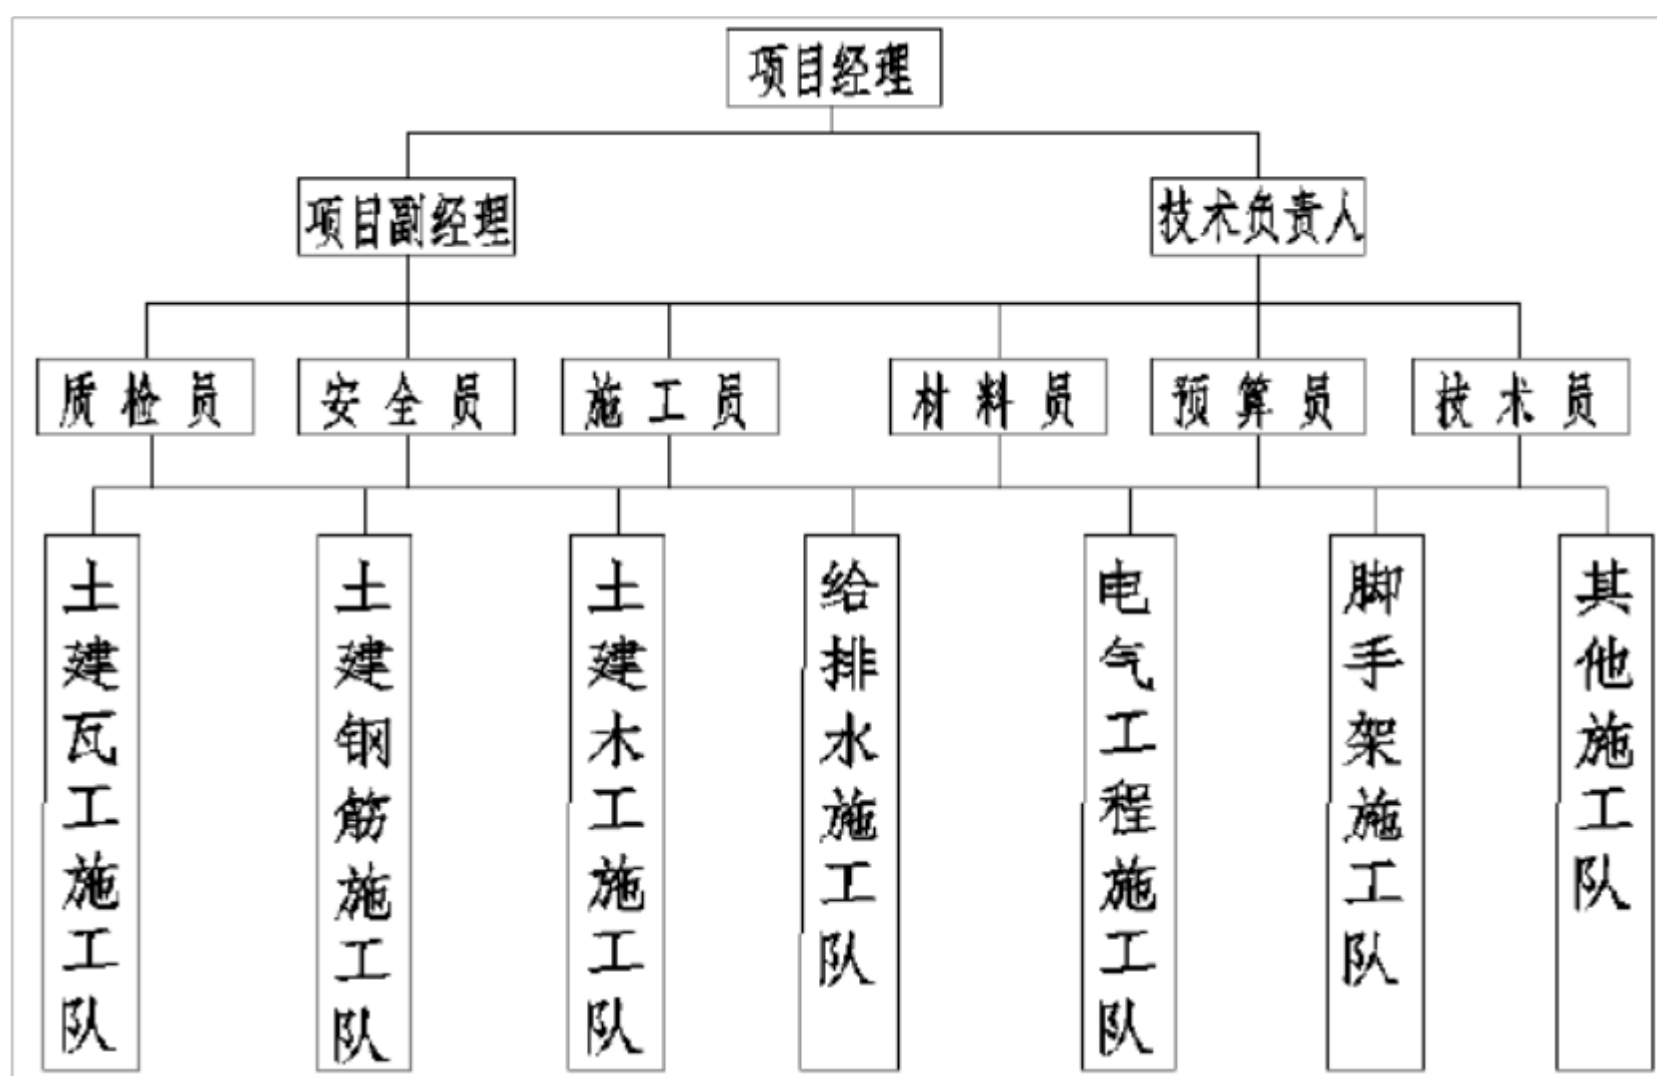 项目经理
项目副经理
技术负责人
质检员
安全员
施工员
材料员
预算员
技术员
土建瓦工施工队
土建钢筋施工队
土建木工施工队
给排水施工队
电气工程施工队
脚手架施工队
其他施工队